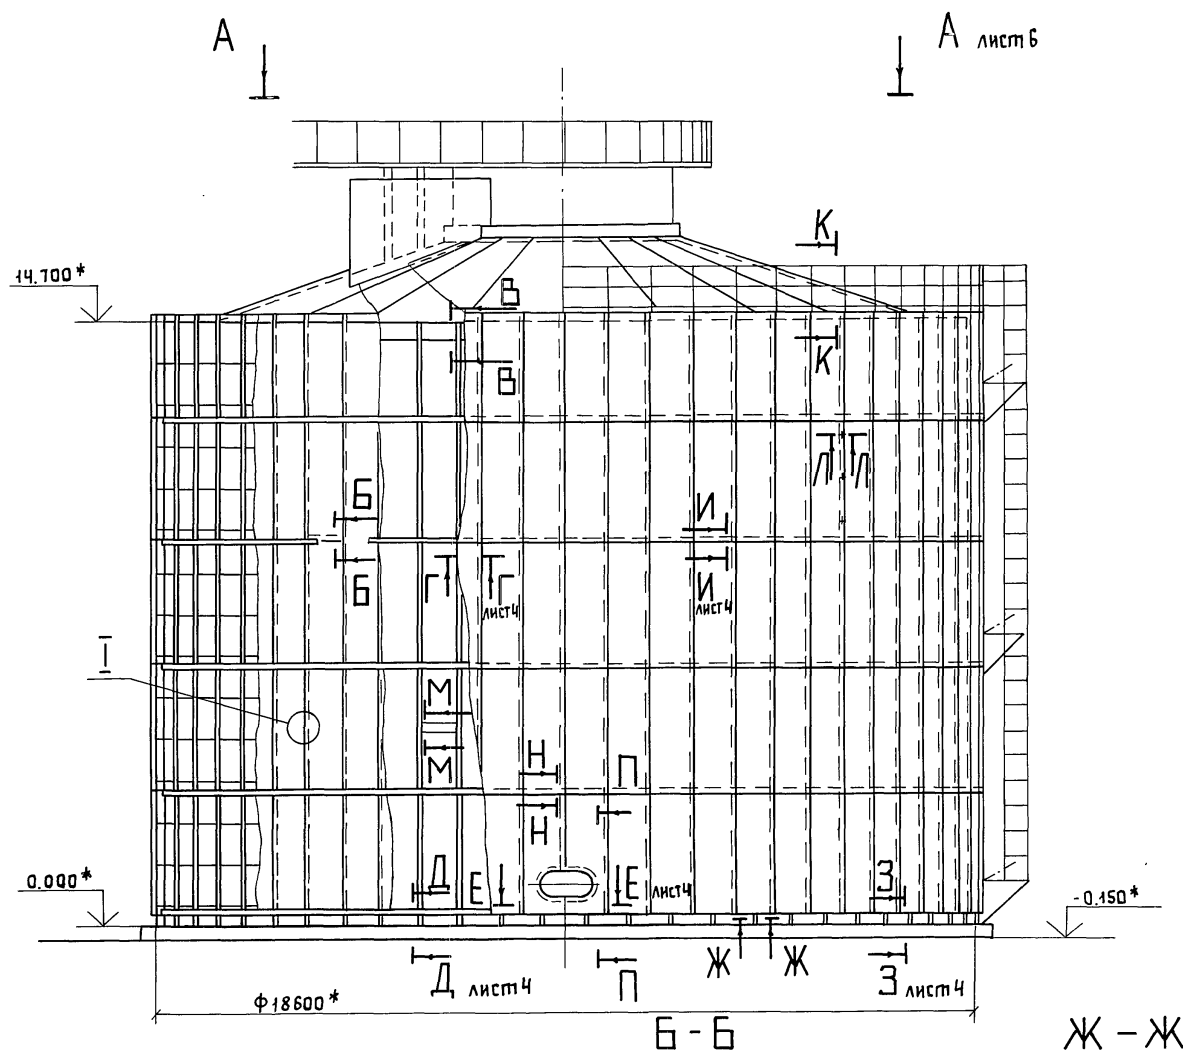 А А лист 6
К
14.700*
В
К
В
Л Л
Б И
Б Г Г И
лист 4 лист 4
I
М
М Н П
Н
0.000* Д Е Е лист 4 З
-0.150*
Ж Ж
Д лист 4 П З лист 4
Ф18600*
Б - Б Ж - Ж